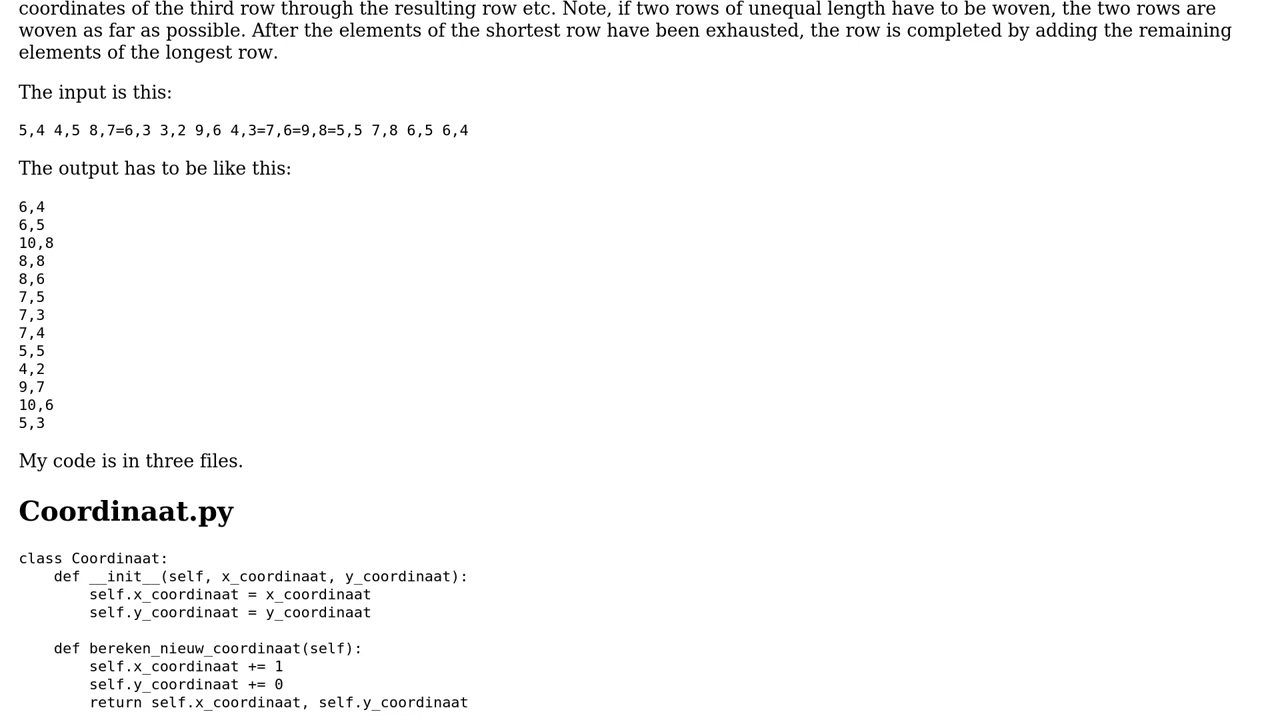 coordinates of the third row through the resulting row etc. Note, if two rows of unequal length have to be woven, the two rows are
woven as far as possible. After the elements of the shortest row have been exhausted, the row is completed by adding the remaining
elements of the longest row.
The input is this:
5,4 4,5 8,7=6,3 3,2 9,6 4,3=7,6=9,8=5,5 7,8 6,5 6,4
The output has to be like this:
6,4
6,5
10,8
8,8
8,6
7,5
7,3
7,4
5,5
4,2
9,7
10,6
5,3
My code is in three files.
Coordinaat.py
class Coordinaat:
    def __init__(self, x_coordinaat, y_coordinaat):
        self.x_coordinaat = x_coordinaat
        self.y_coordinaat = y_coordinaat
    def bereken_nieuw_coordinaat(self):
        self.x_coordinaat += 1
        self.y_coordinaat += 0
        return self.x_coordinaat, self.y_coordinaat